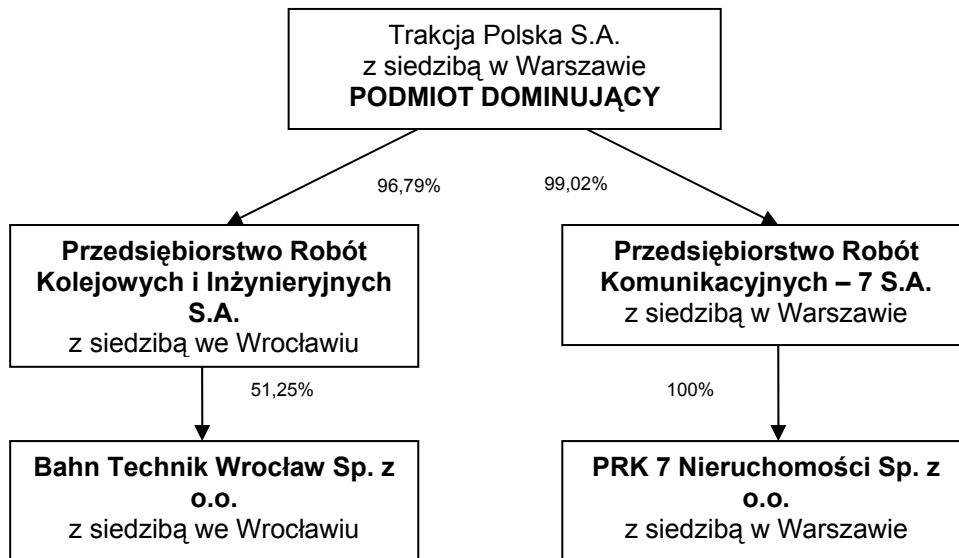 Trakcja Polska S.A.
z siedzibą w Warszawie
PODMIOT DOMINUJĄCY
96,79%
99,02%
Przedsiębiorstwo Robót
Kolejowych i Inżynieryjnych
S.A.
z siedzibą we Wrocławiu
Przedsiębiorstwo Robót
Komunikacyjnych – 7 S.A.
z siedzibą w Warszawie
51,25%
100%
Bahn Technik Wrocław Sp. z
o.o.
z siedzibą we Wrocławiu
PRK 7 Nieruchomości Sp. z
o.o.
z siedzibą w Warszawie